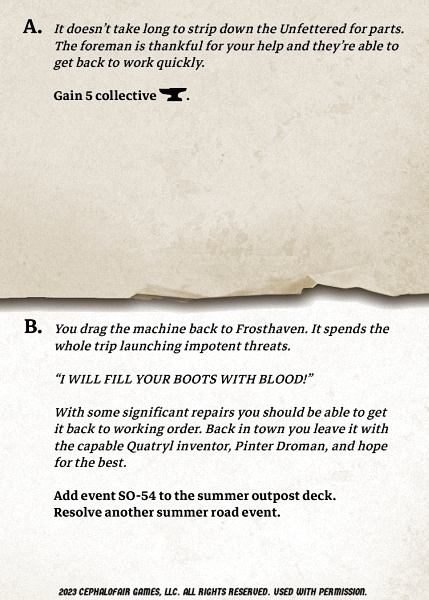 A. It doesn't take long to strip down the Unfettered for parts.
The foreman is thankful for your help and they're able to
get back to work quickly.
Gain 5 collective .
B. You drag the machine back to Frosthaven. It spends the
whole trip launching impotent threats.
“I WILL FILL YOUR BOOTS WITH BLOOD!”
With some significant repairs you should be able to get
it back to working order. Back in town you leave it with
the capable Quatryl inventor, Pinter Droman, and hope
for the best.
Add event SO-54 to the summer outpost deck.
Resolve another summer road event.
2023 CEPHALOFAIR GAMES, LLC. ALL RIGHTS RESERVED. USED WITH PERMISSION.